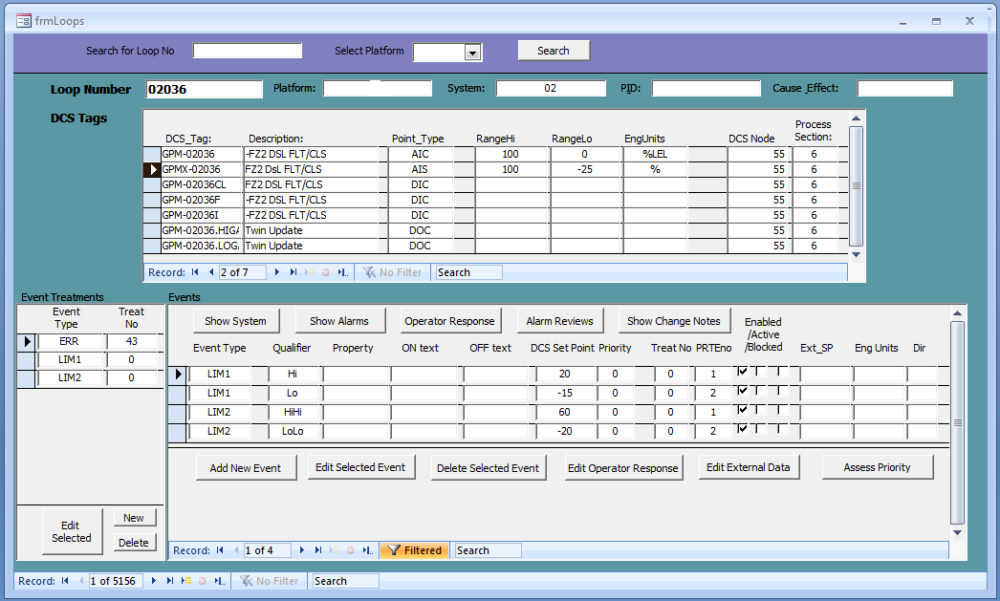 frmLoops
Search for Loop No Select Platform Search
Loop Number 02036 Platform: System: 02 PID: Cause_Effect:
DCS Tags
DCS_Tag: Description: Point_Type RangeHi RangeLo EngUnits DCS Node Process Section:
GPM-02036 -FZ2 DSL FLT/CLS AIC 100 0 %LEL 55 6
GPMX-02036 FZ2 DSL FLT/CLS AIS 100 -25 % 55 6
GPM-02036CL FZ2 DSL FLT/CLS DIC 55 6
GPM-02036F -FZ2 DSL FLT/CLS DIC 55 6
GPM-02036I -FZ2 DSL FLT/CLS DIC 55 6
GPM-02036.HIGA Twin Update DOC 55 6
GPM-02036.LOGA Twin Update DOC 55 6
Record: 2 of 7 No Filter Search
Event Treatments
Event Type Treat No
ERR 43
LIM1 0
LIM2 0
Edit Selected
New
Delete
Events
Show System Show Alarms Operator Response Alarm Reviews Show Change Notes
Event Type Qualifier Property ON text OFF text DCS Set Point Priority Treat No PRTEno Enabled /Active /Blocked Ext_SP Eng Units Dir
LIM1 Hi 20 0 0 1
LIM1 Lo -15 0 0 2
LIM2 HiHi 60 0 0 1
LIM2 LoLo -20 0 0 2
Add New Event Edit Selected Event Delete Selected Event Edit Operator Response Edit External Data Assess Priority
Record: 1 of 4 Filtered Search
Record: 1 of 5156 No Filter Search